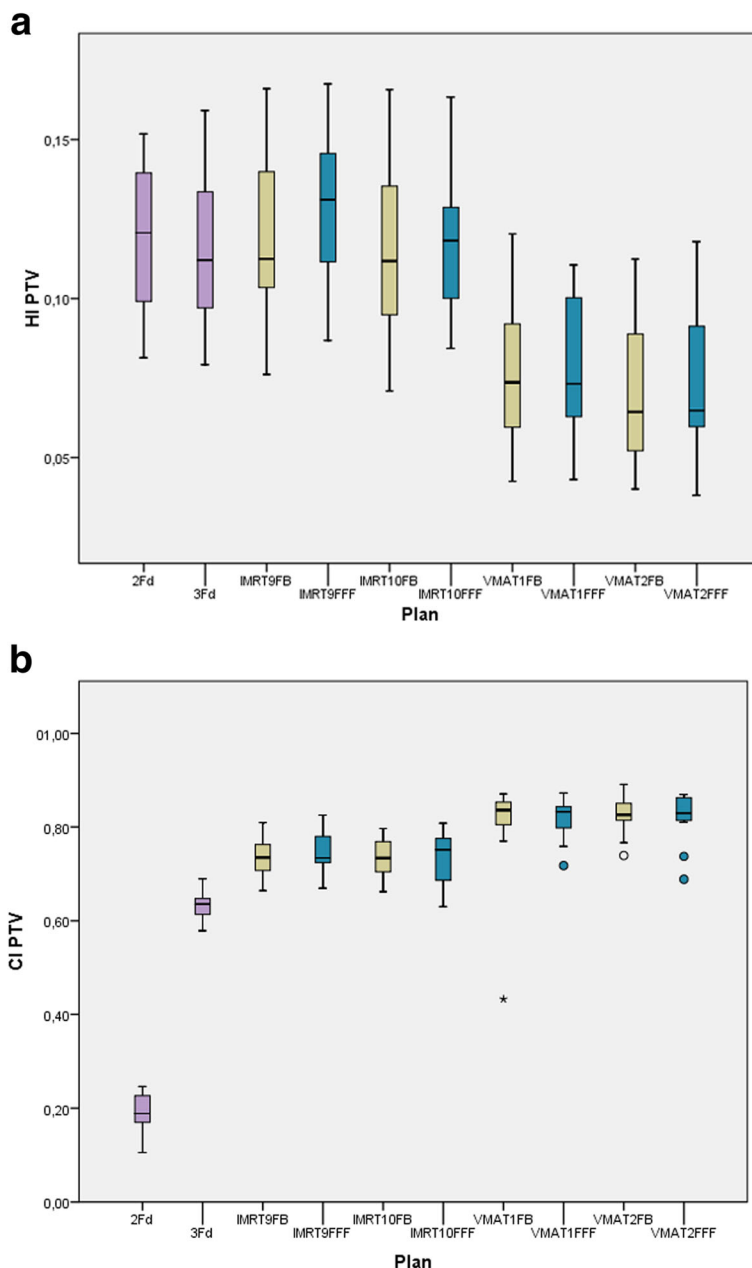 a
HI PTV
0,15
0,10
0,05
2Fd
3Fd
IMRT9FB
IMRT9FFF
IMRT10FB
IMRT10FFF
VMAT1FB
VMAT1FFF
VMAT2FB
VMAT2FFF
Plan
b
CI PTV
01,00
0,80
0,60
0,40
0,20
0,00
*
2Fd
3Fd
IMRT9FB
IMRT9FFF
IMRT10FB
IMRT10FFF
VMAT1FB
VMAT1FFF
VMAT2FB
VMAT2FFF
Plan